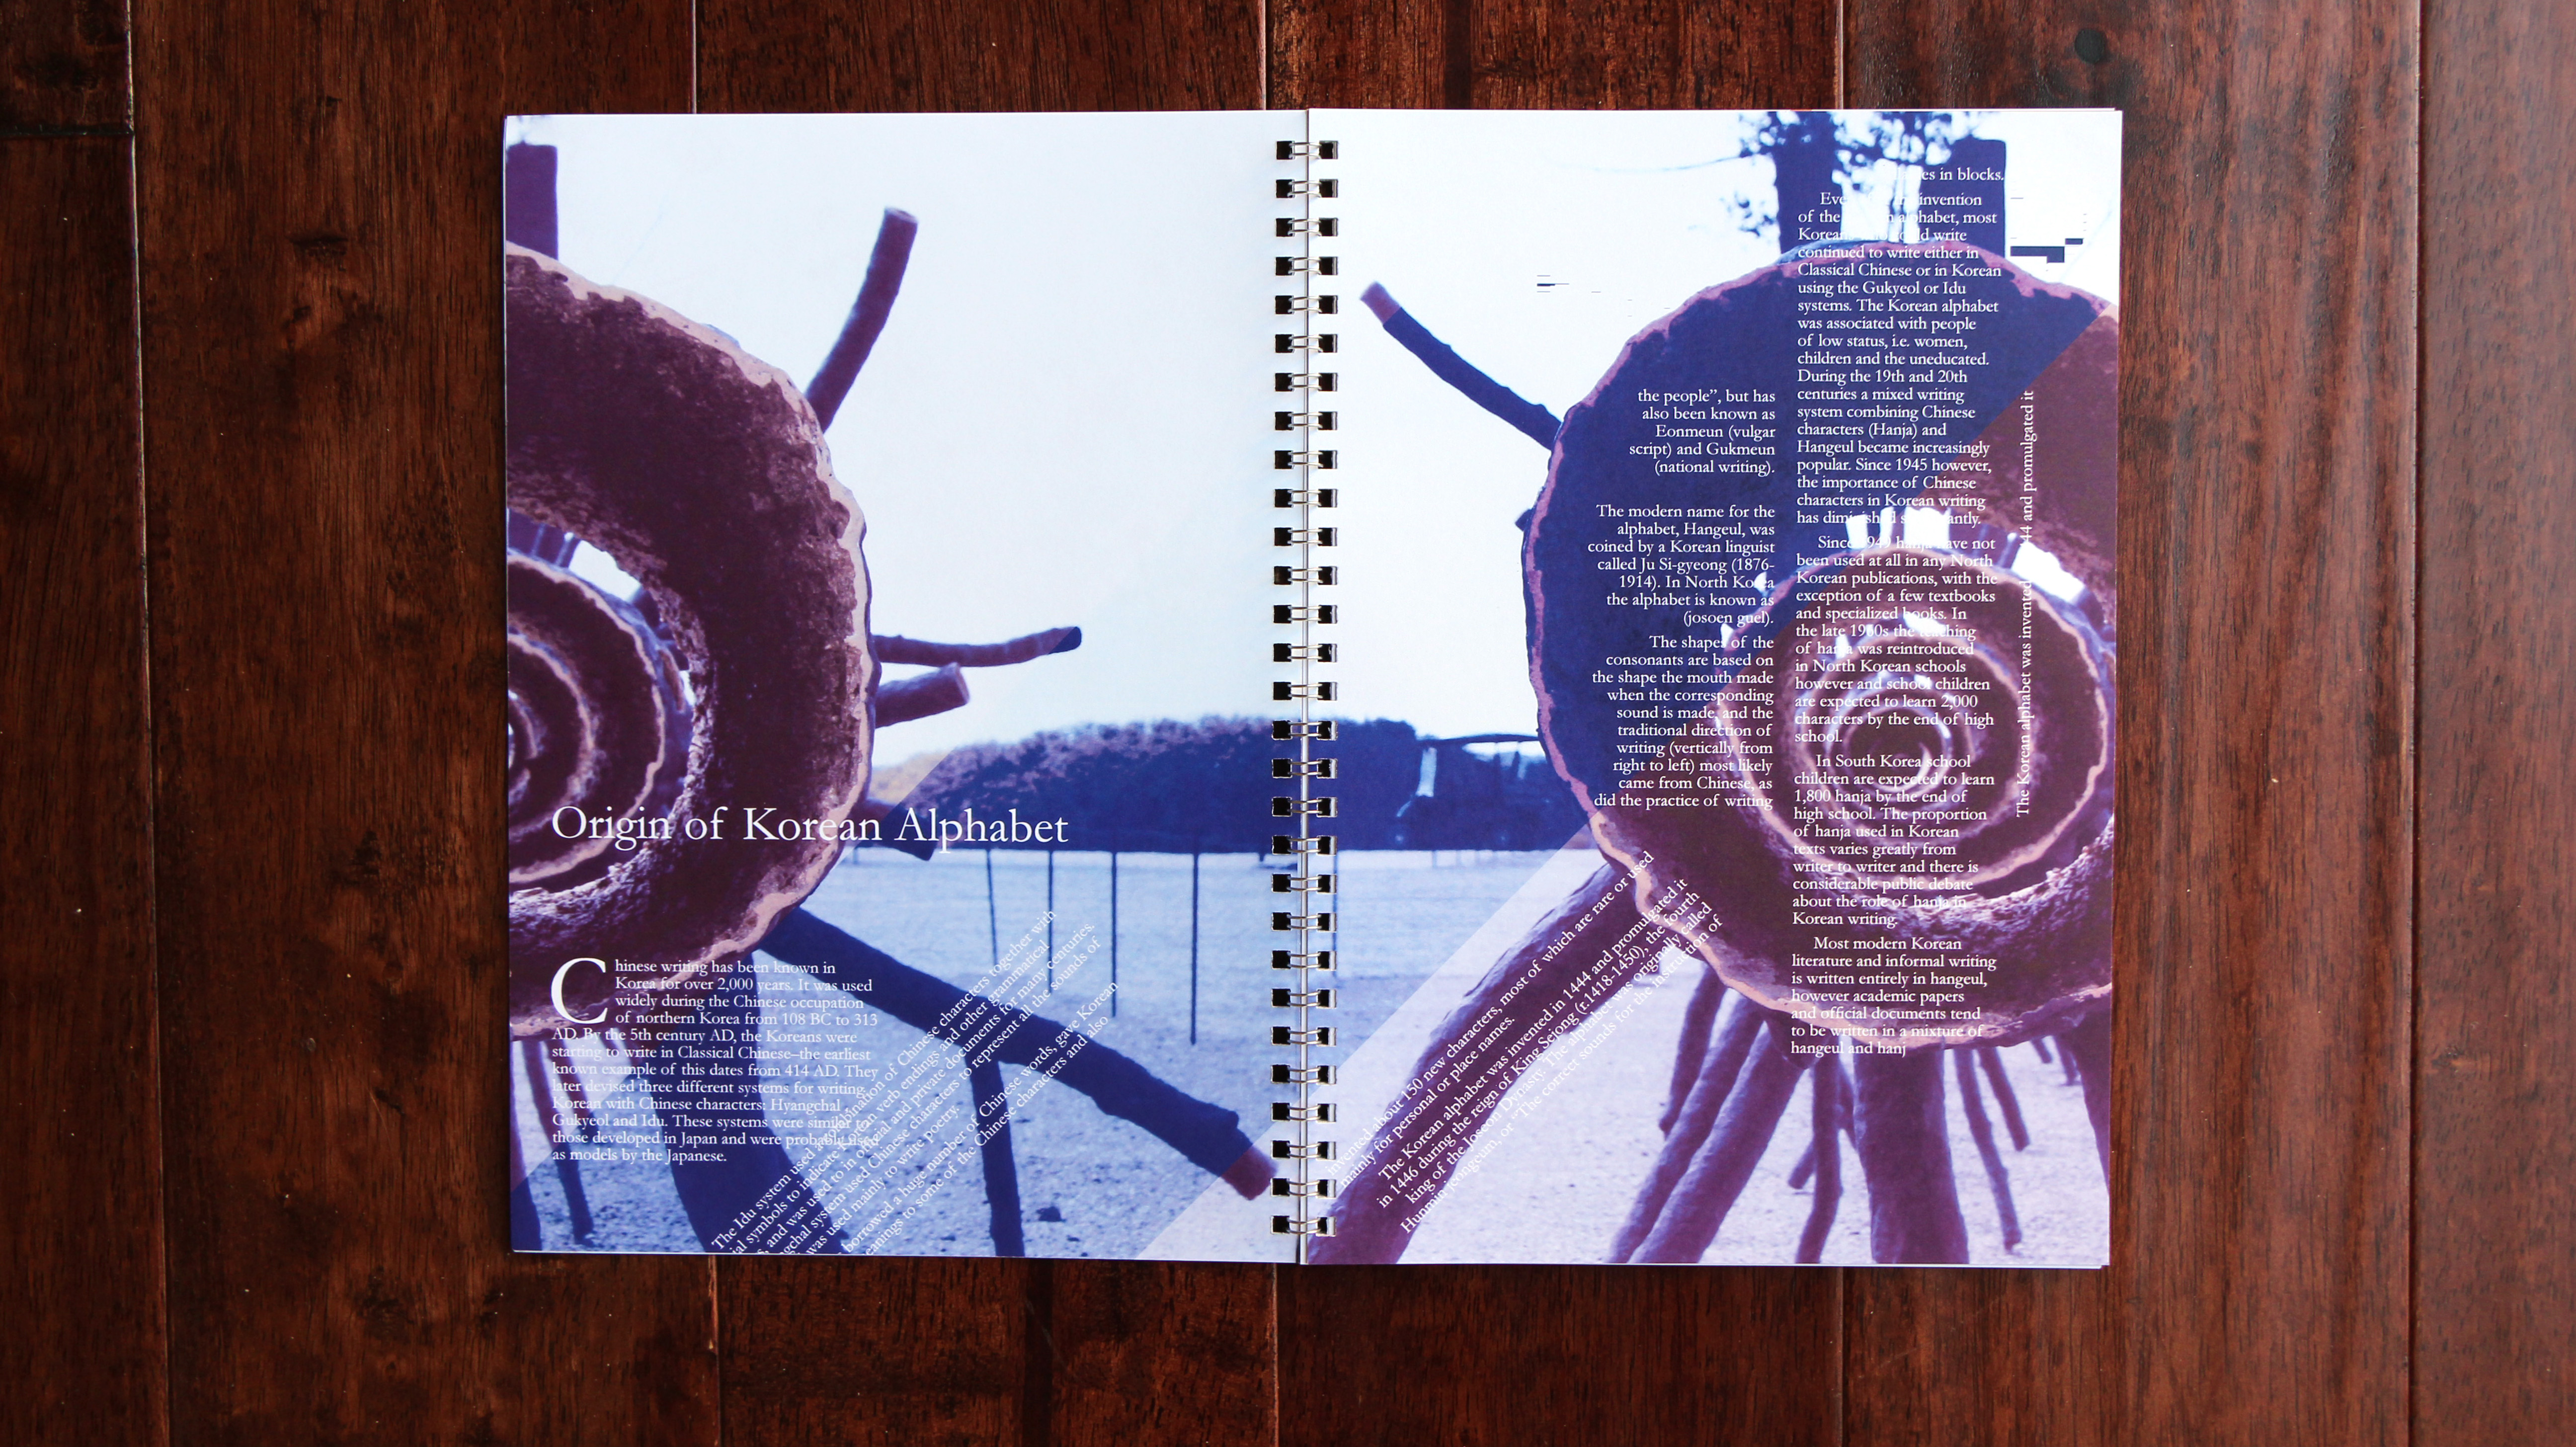 Origin of Korean Alphabet
Chinese writing has been known in
Korea for over 2,000 years. It was used
widely during the Chinese occupation
of northern Korea from 108 BC to 313
AD. By the 5th century AD, the Koreans were
starting to write in Classical Chinese–the earliest
known example of this dates from 414 AD. They
later devised three different systems for writing
Korean with Chinese characters: Hyangchal,
Gukyeol and Idu. These systems were similar to
those developed in Japan and were probably used
as models by the Japanese.
The Idu system used a combination of Chinese characters together with
symbols to indicate Korean verb endings and other grammatical
and was used to in official and private documents for many centuries.
system used Chinese characters to represent all the sounds of
was used mainly to write poetry.
borrowed a huge number of Chinese words, gave Korean
to some of the Chinese characters and also
invented about 150 new characters, most of which are rare or used
mainly for personal or place names.
The Korean alphabet was invented in 1444 and promulgated it
in 1446 during the reign of King Sejong (r.1418-1450), the fourth
king of the Joseon Dynasty. The alphabet was originally called
Hunmin jeongeum, or "The correct sounds for the instruction of
the people”, but has
also been known as
Eonmeun (vulgar
script) and Gukmeun
(national writing).
The modern name for the
alphabet, Hangeul, was
coined by a Korean linguist
called Ju Si-gyeong (1876-
1914). In North Korea
the alphabet is known as
(josoen guel).
The shapes of the
consonants are based on
the shape the mouth made
when the corresponding
sound is made, and the
traditional direction of
writing (vertically from
right to left) most likely
came from Chinese, as
did the practice of writing
in blocks.
invention
of the alphabet, most
write
continued to write either in
Classical Chinese or in Korean
using the Gukyeol or Idu
systems. The Korean alphabet
was associated with people
of low status, i.e. women,
children and the uneducated.
During the 19th and 20th
centuries a mixed writing
system combining Chinese
characters (Hanja) and
Hangeul became increasingly
popular. Since 1945 however,
the importance of Chinese
characters in Korean writing
has
Since 1949 hanja have not
been used at all in any North
Korean publications, with the
exception of a few textbooks
and specialized books. In
the late 1960s the teaching
of hanja was reintroduced
in North Korean schools
however and school children
are expected to learn 2,000
characters by the end of high
school.
In South Korea school
children are expected to learn
1,800 hanja by the end of
high school. The proportion
of hanja used in Korean
texts varies greatly from
writer to writer and there is
considerable public debate
about the role of hanja in
Korean writing.
Most modern Korean
literature and informal writing
is written entirely in hangeul,
however academic papers
and official documents tend
to be written in a mixture of
hangeul and hanj
The Korean alphabet was invented 44 and promulgated it